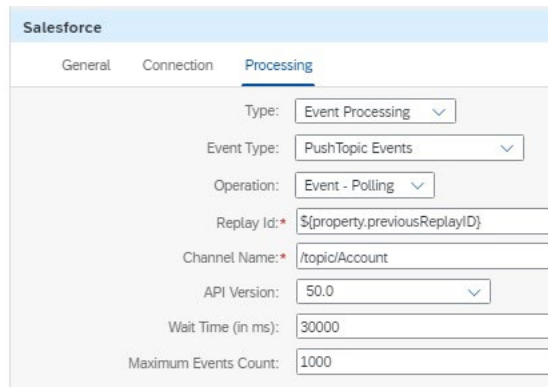 Salesforce
General Connection Processing
Type: Event Processing
Event Type: PushTopic Events
Operation: Event - Polling
Replay Id:* ${property.previousReplayID}
Channel Name:* /topic/Account
API Version: 50.0
Wait Time (in ms): 30000
Maximum Events Count: 1000